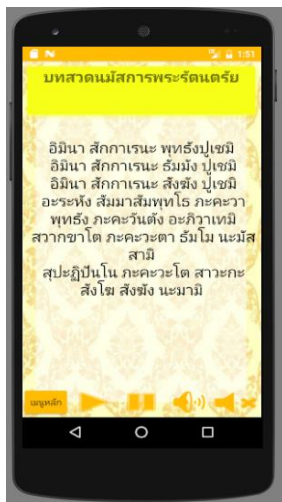 1:51
บทสวดนมัสการพระรัตนตรัย
อิมินา สักกาเรนะ พุทธังปูเชมิ
อิมินา สักกาเรนะ ธัมมัง ปูเชมิ
อิมินา สักกาเรนะ สังฆัง ปูเชมิ
อะระหัง สัมมาสัมพุทโธ ภะคะวา
พุทธัง ภะคะวันตัง อะภิวาเทมิ
สวากขาโต ภะคะวะตา ธัมโม นะมัส
สามิ
สุปะฏิปันโน ภะคะวะโต สาวะกะ
สังโฆ สังฆัง นะมามิ
เมนูหลัก